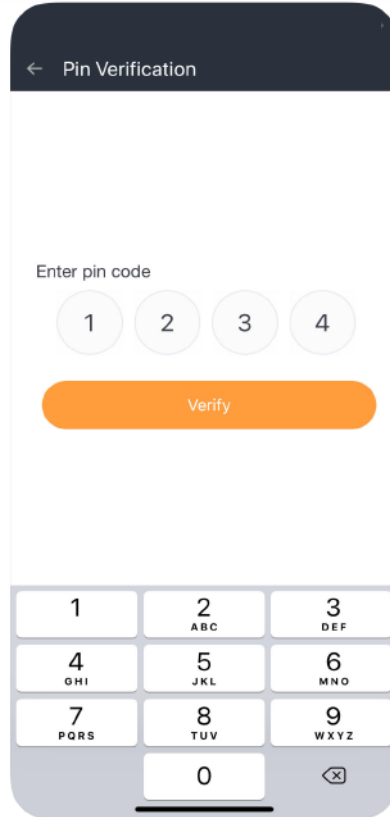 Pin Verification
Enter pin code
1 2 3 4
Verify
1 2 3
ABC DEF
4 5 6
GHI JKL MNO
7 8 9
PQRS TUV WXYZ
0